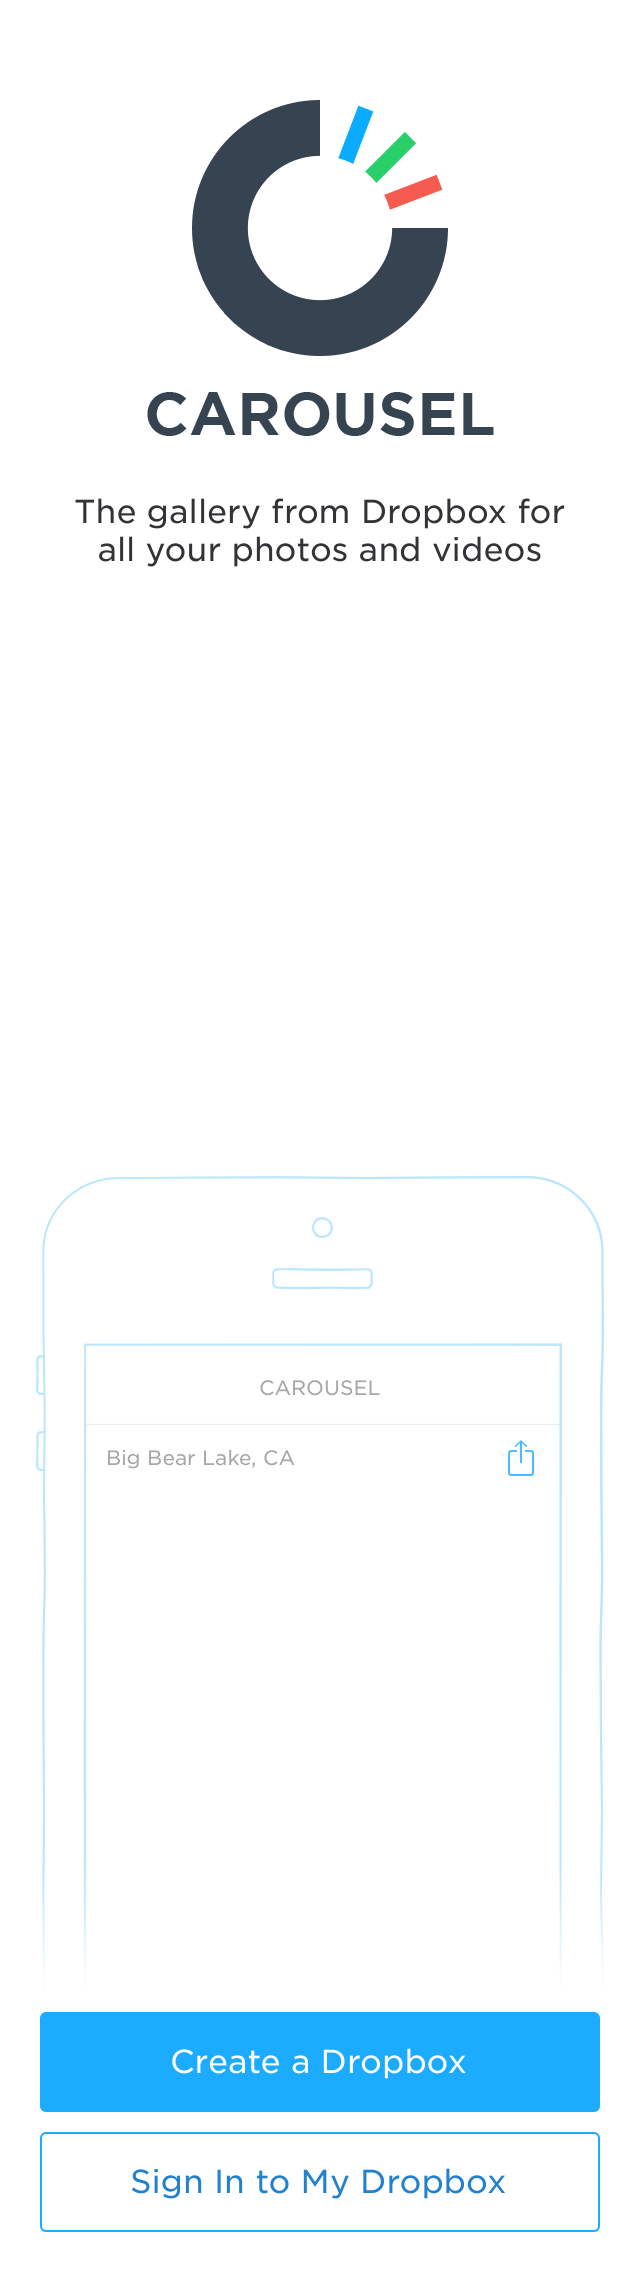 CAROUSEL
The gallery from Dropbox for
all your photos and videos
CAROUSEL
Big Bear Lake, CA
Create a Dropbox
Sign In to My Dropbox